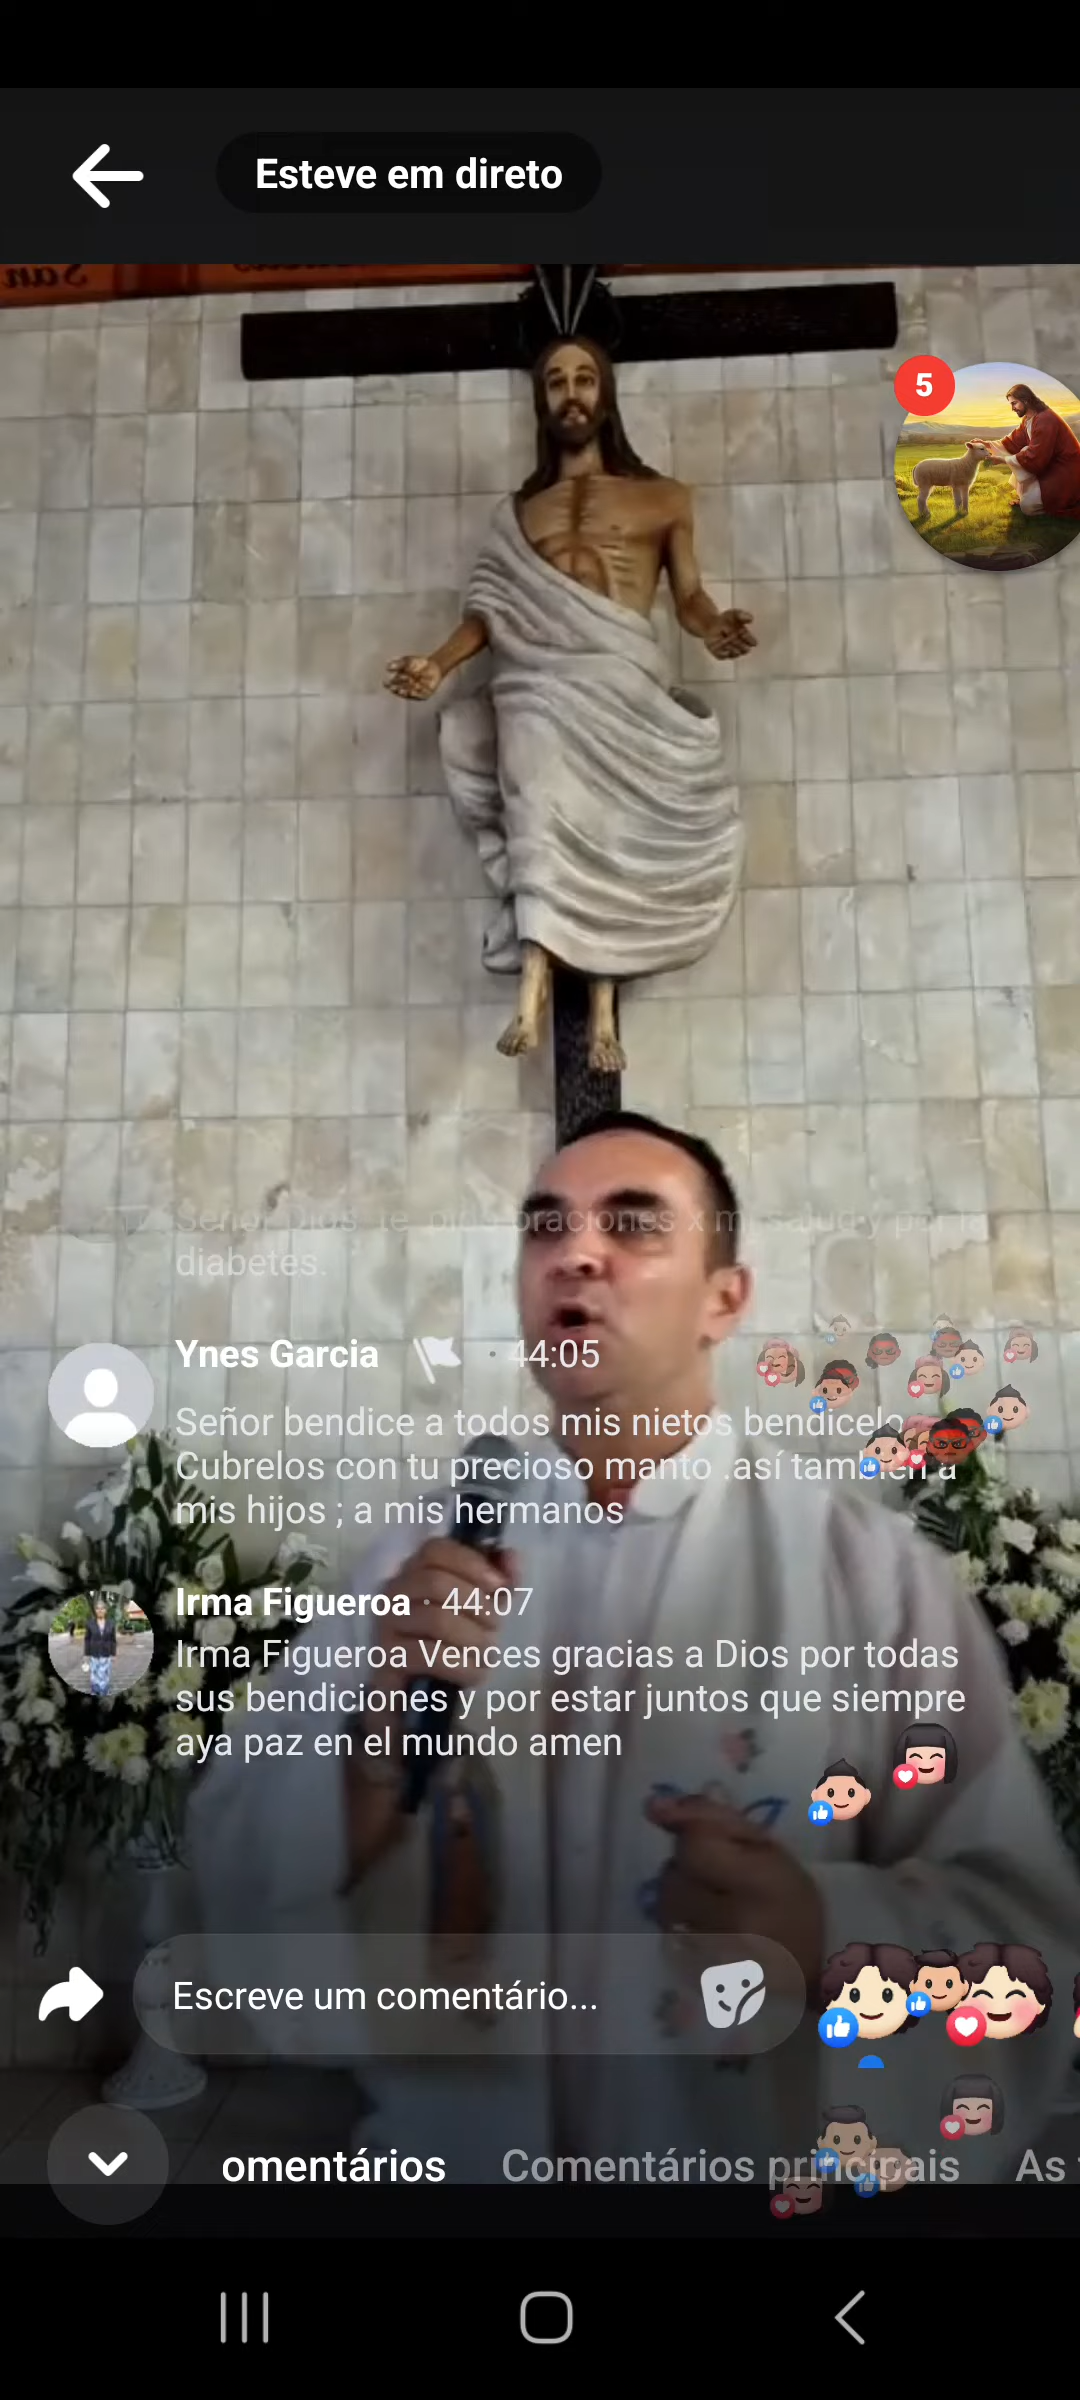 Esteve em direto
San
5
Señor Dios te pido oraciones x mi salud y por la
diabetes.
Ynes Garcia · 44:05
Señor bendice a todos mis nietos bendicelo
Cubrelos con tu precioso manto .así también a
mis hijos ; a mis hermanos
Irma Figueroa · 44:07
Irma Figueroa Vences gracias a Dios por todas
sus bendiciones y por estar juntos que siempre
aya paz en el mundo amen
Escreve um comentário...
omentários Comentários principais As